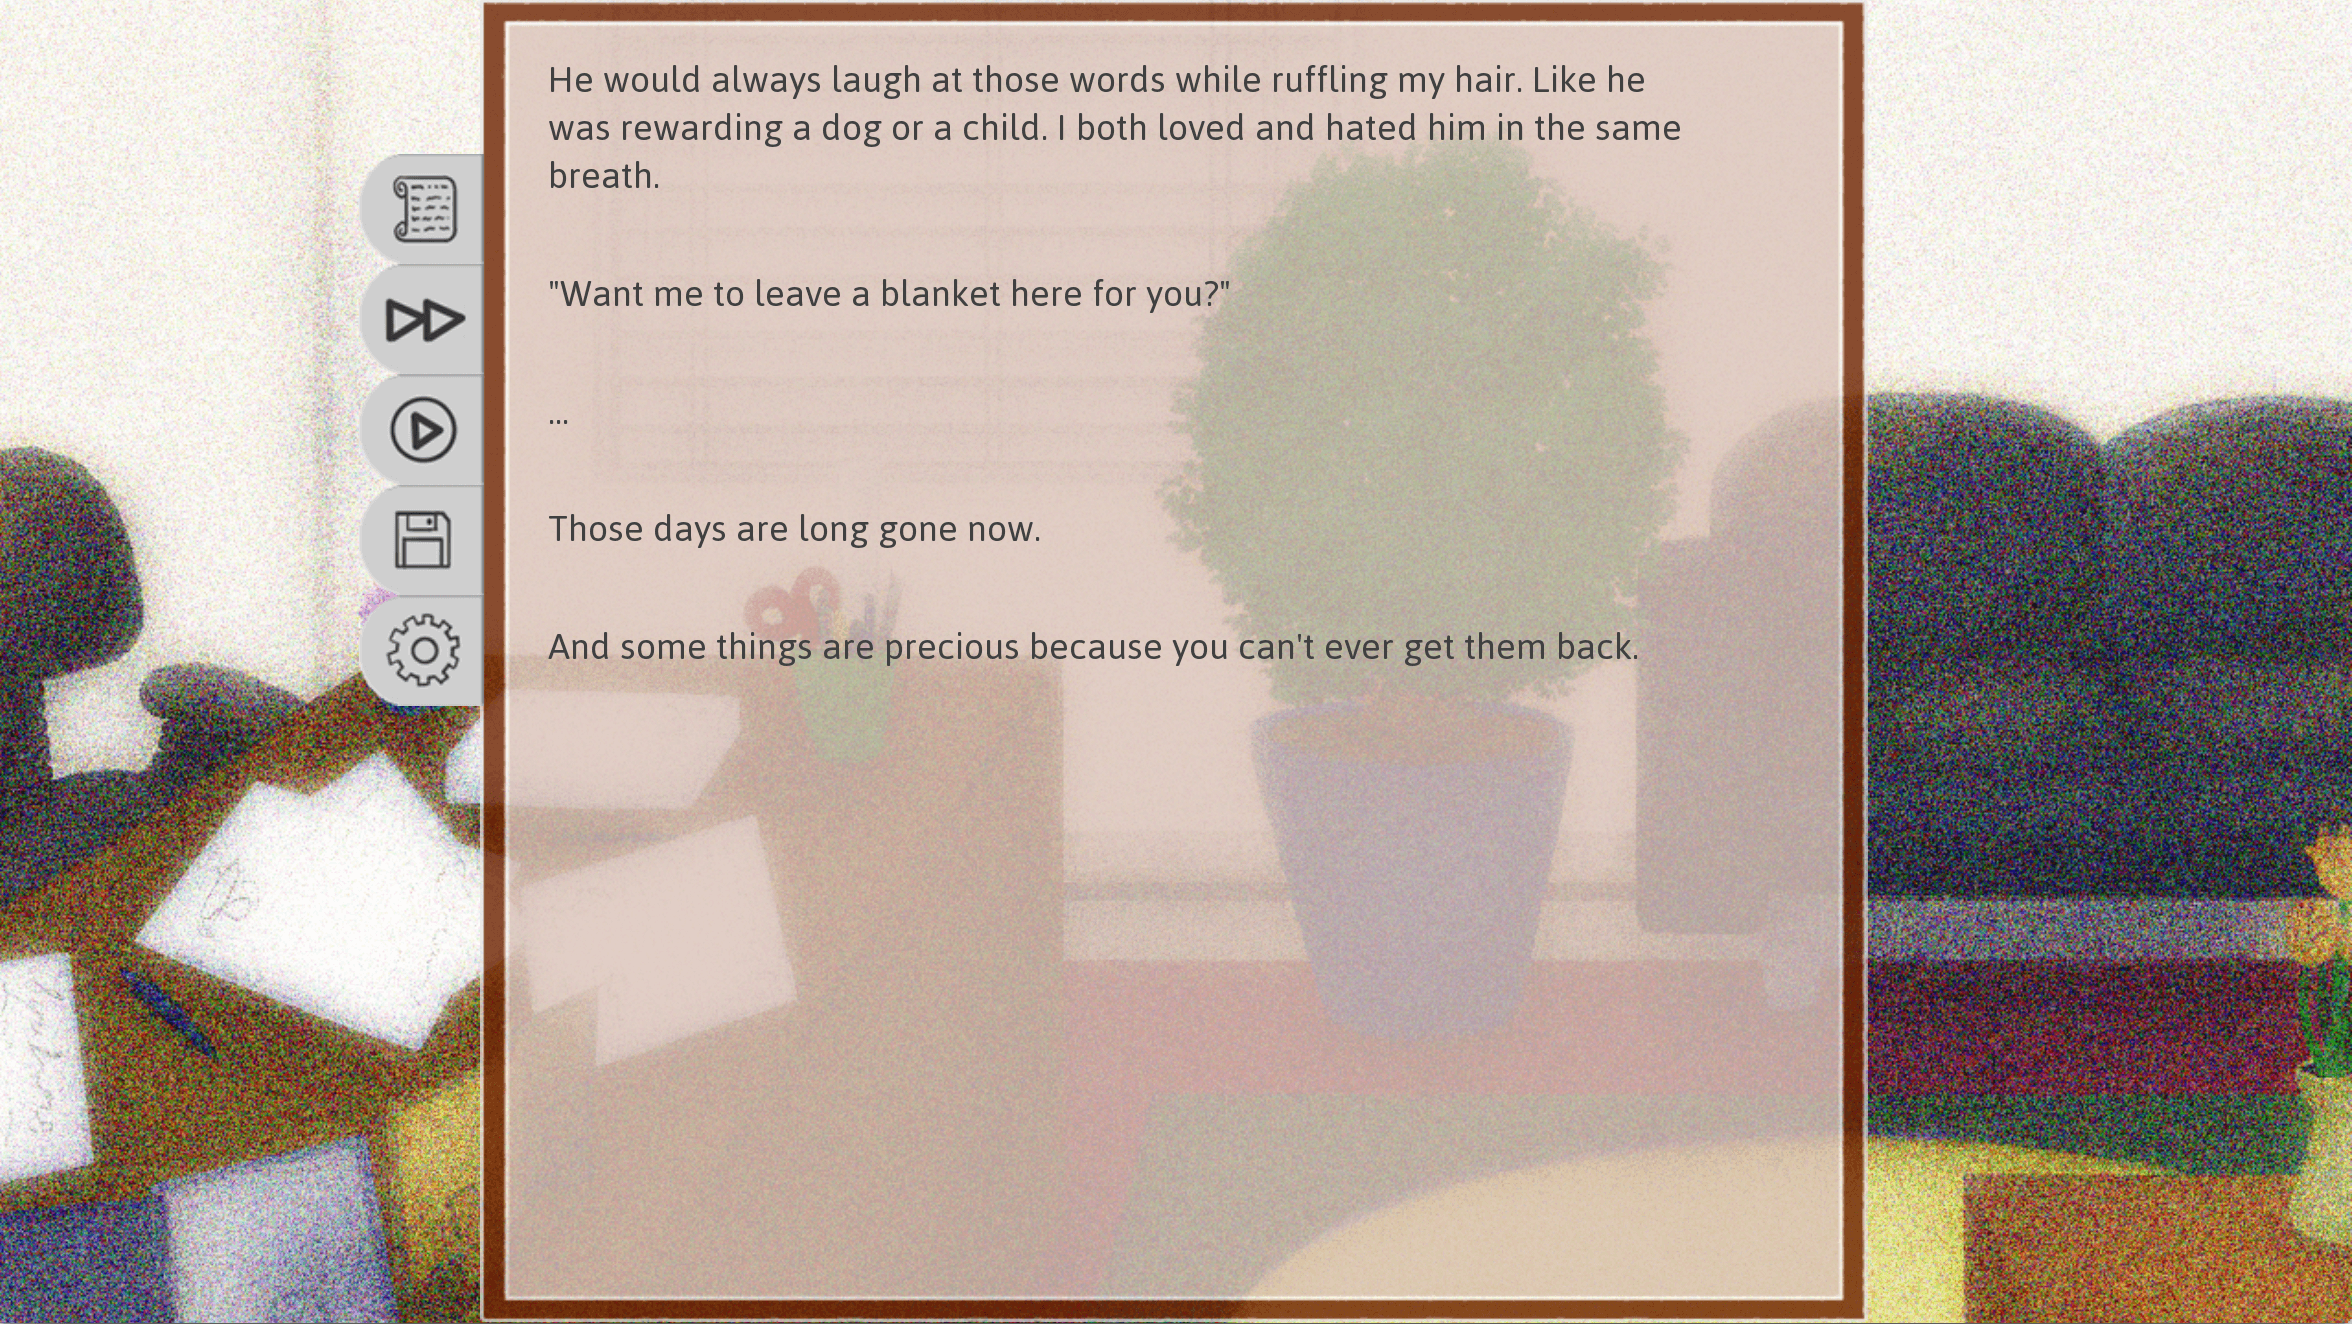 He would always laugh at those words while ruffling my hair. Like he
was rewarding a dog or a child. I both loved and hated him in the same
breath.
"Want me to leave a blanket here for you?"
...
Those days are long gone now.
And some things are precious because you can't ever get them back.